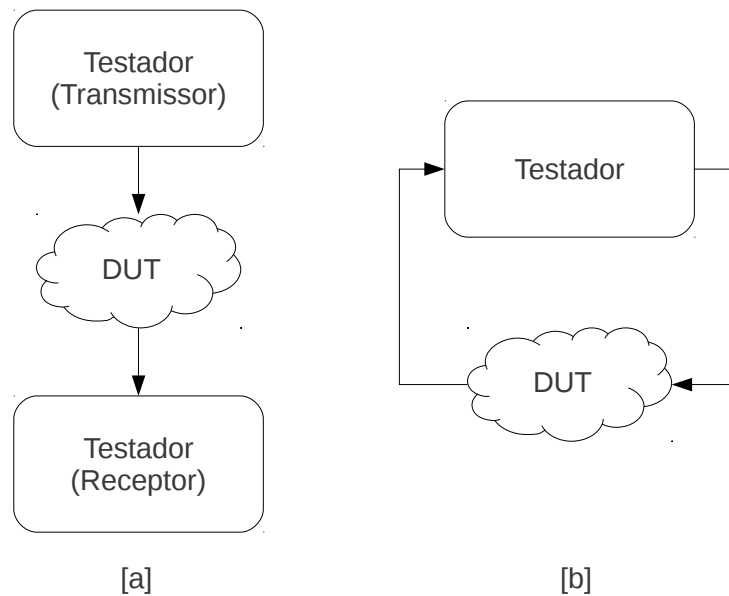 Testador
(Transmissor)
DUT
Testador
(Receptor)
[a]
Testador
DUT
[b]